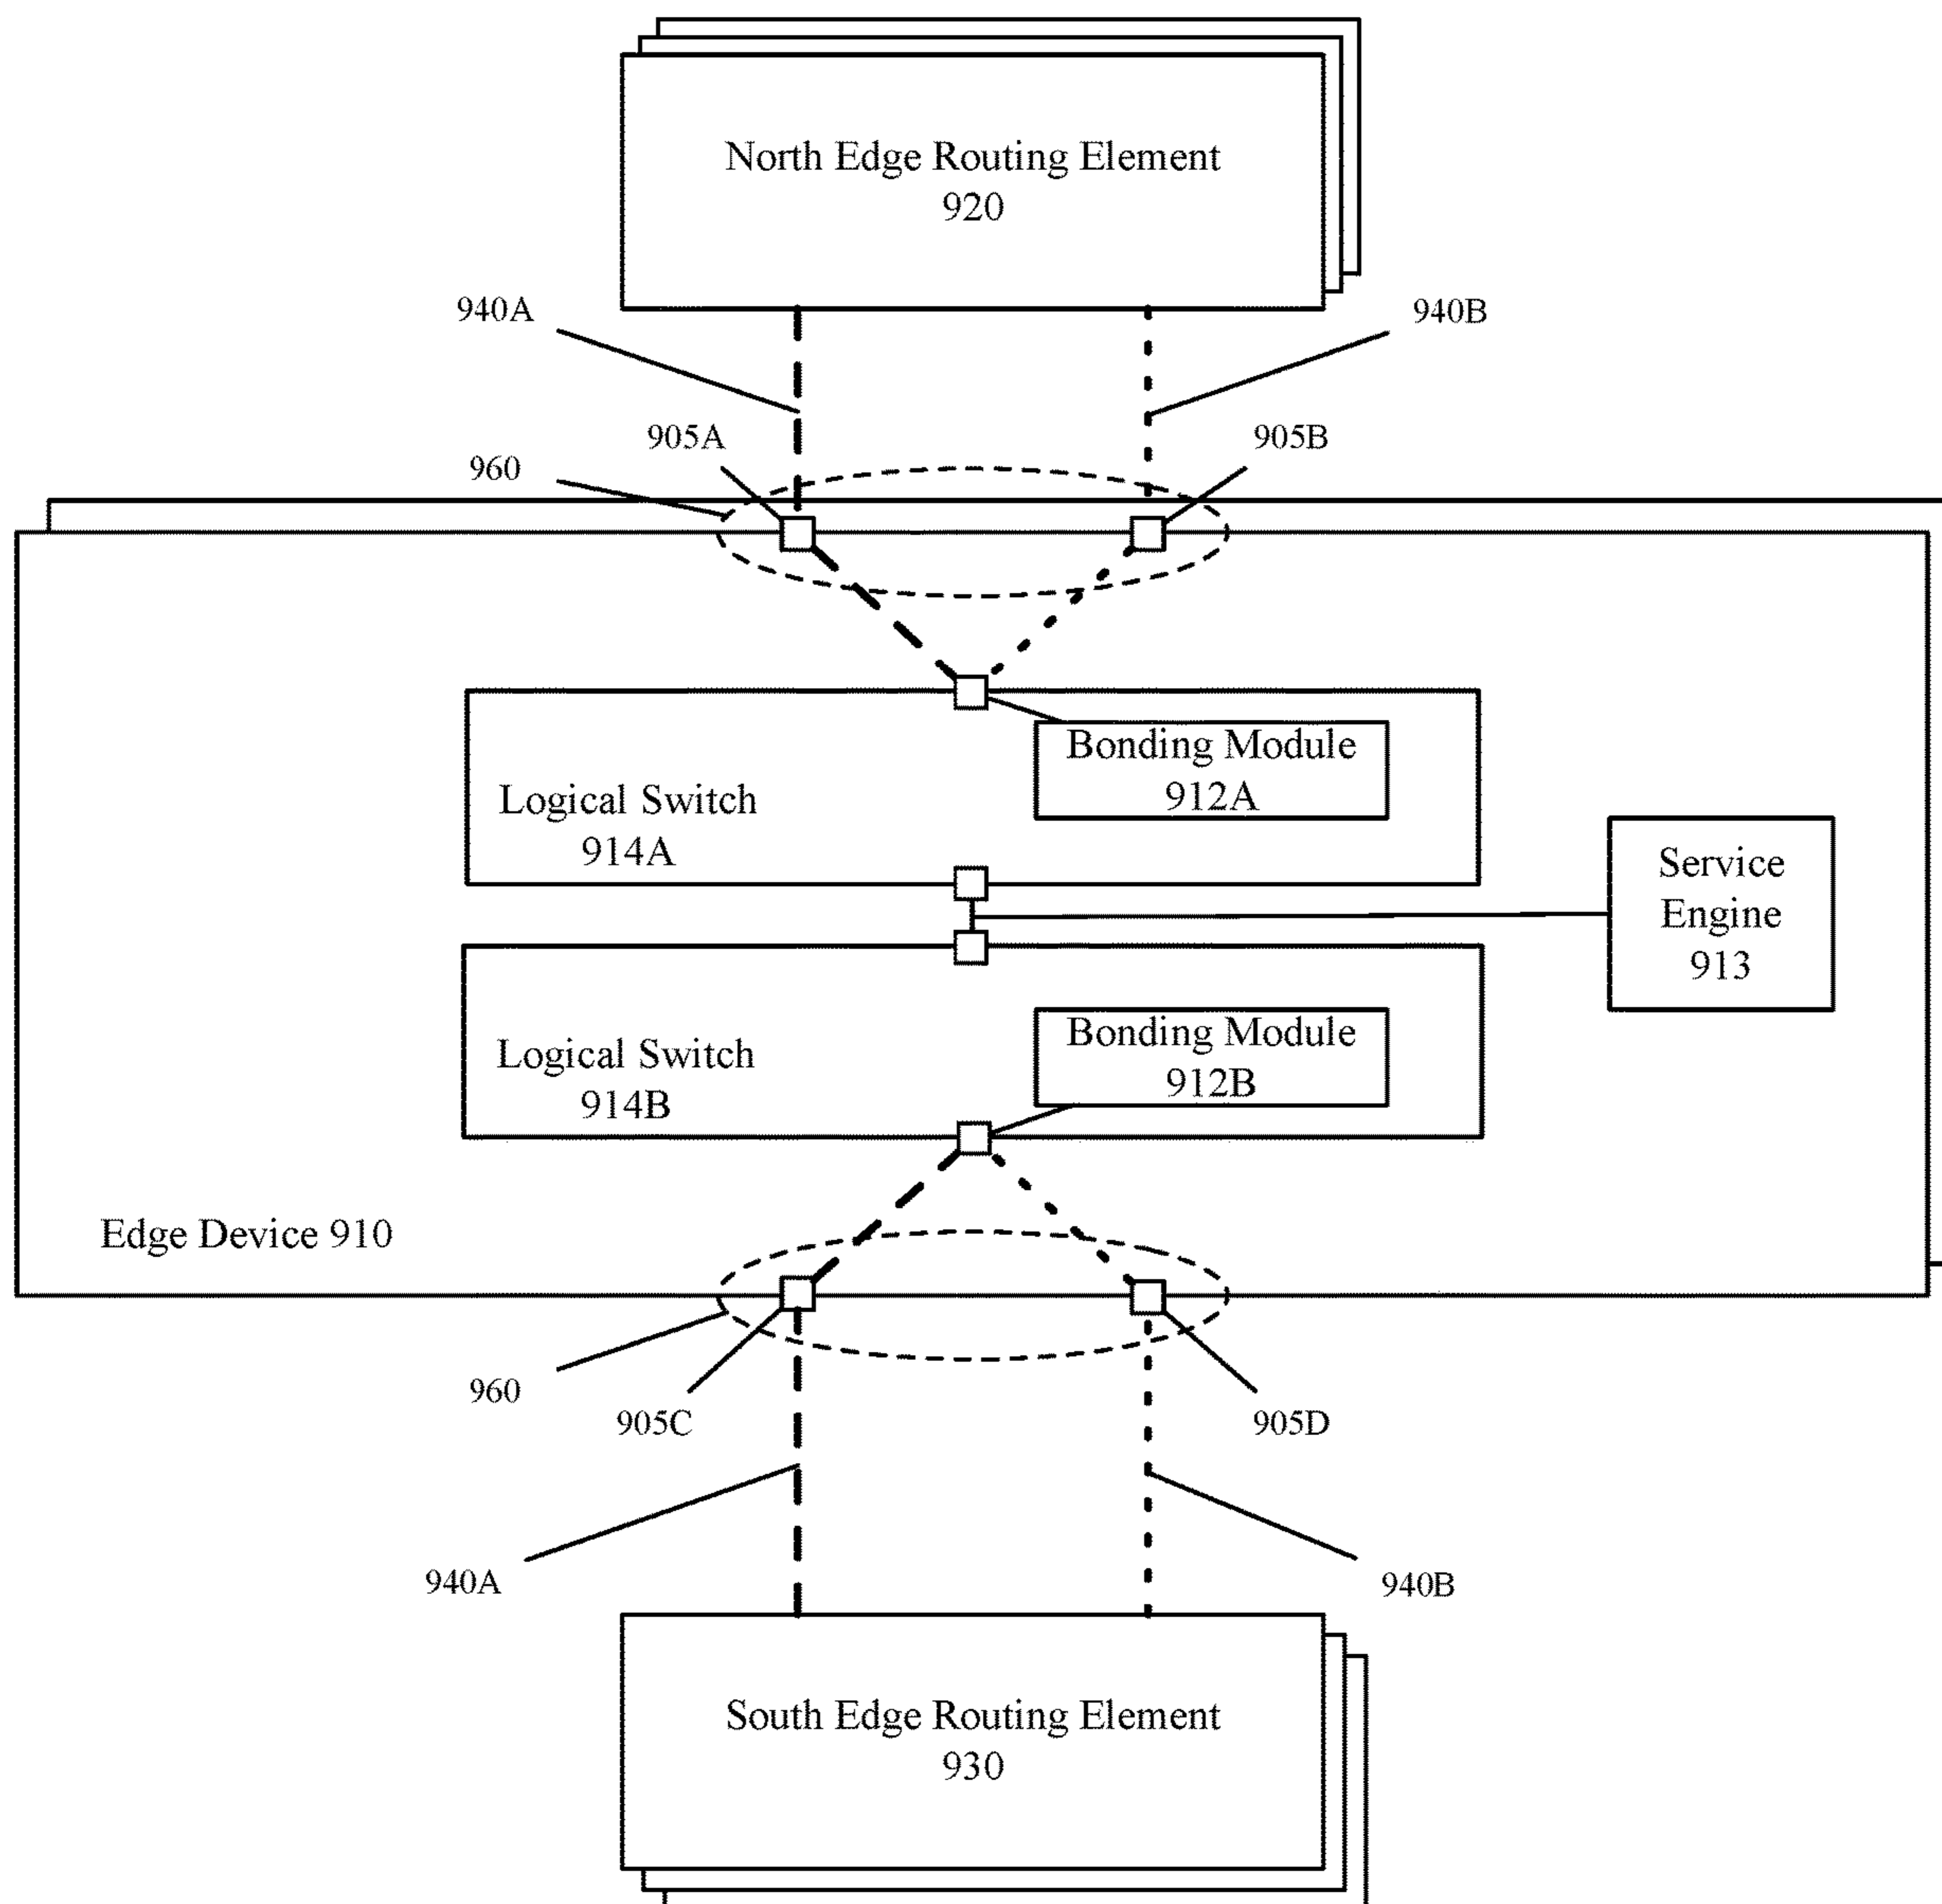 North Edge Routing Element
920
940A
940B
905A
905B
960
Bonding Module
912A
Logical Switch
914A
Service
Engine
913
Bonding Module
912B
Logical Switch
914B
Edge Device 910
960
905C
905D
940A
940B
South Edge Routing Element
930